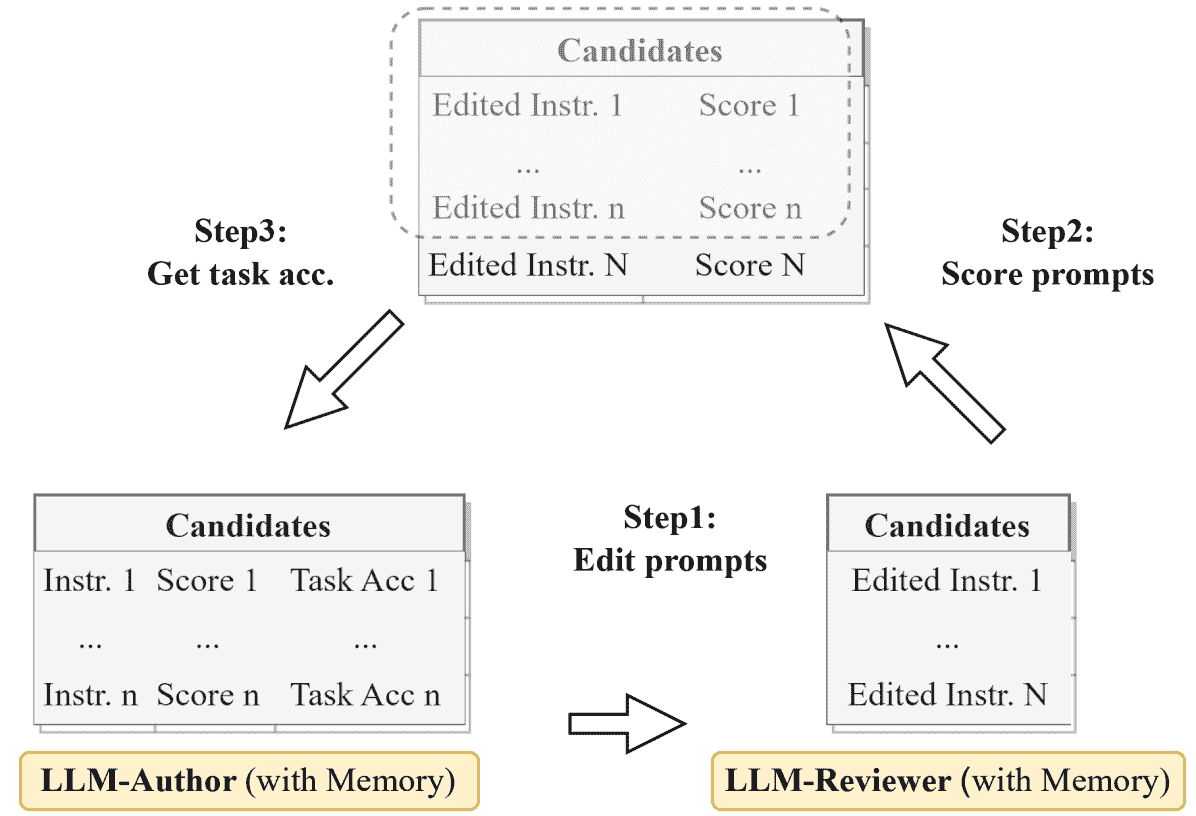 Candidates
Edited Instr. 1 Score 1
... ...
Edited Instr. n Score n
Edited Instr. N Score N
Step3:
Get task acc.
Step2:
Score prompts
Candidates
Instr. 1 Score 1 Task Acc 1
... ... ...
Instr. n Score n Task Acc n
LLM-Author (with Memory)
Step1:
Edit prompts
Candidates
Edited Instr. 1
...
Edited Instr. N
LLM-Reviewer (with Memory)